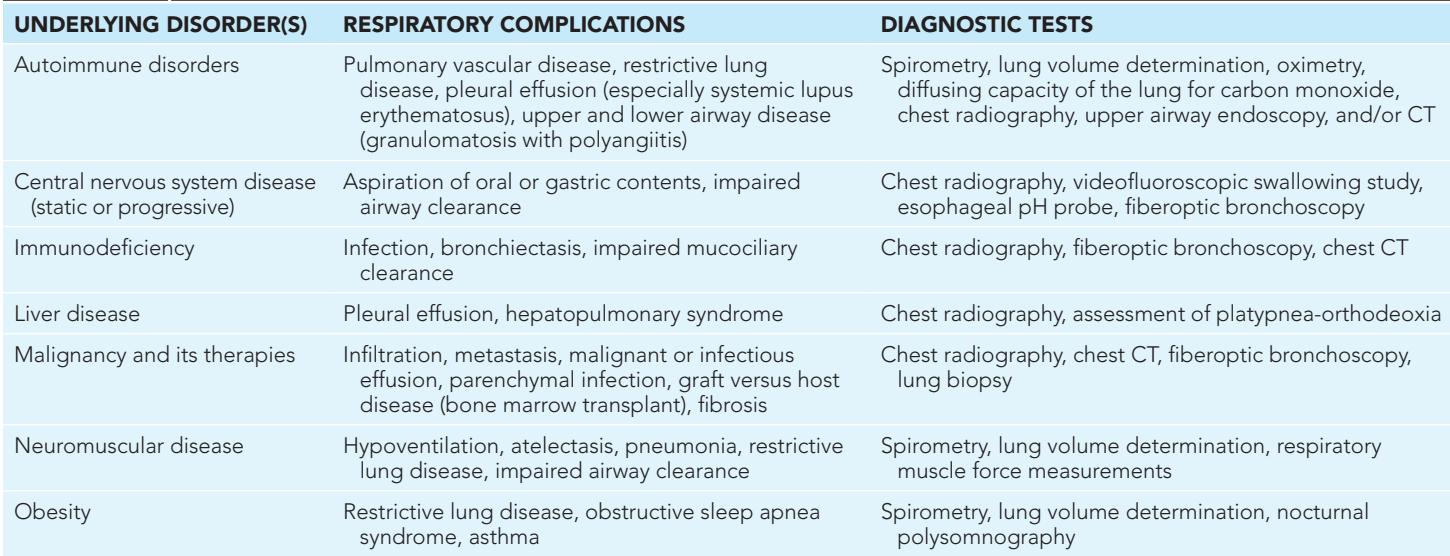 UNDERLYING DISORDER(S) RESPIRATORY COMPLICATIONS DIAGNOSTIC TESTS
Autoimmune disorders Pulmonary vascular disease, restrictive lung Spirometry, lung volume determination, oximetry,
disease, pleural effusion (especially systemic lupus diffusing capacity of the lung for carbon monoxide,
erythematosus), upper and lower airway disease chest radiography, upper airway endoscopy, and/or CT
(granulomatosis with polyangiitis)
Central nervous system disease Aspiration of oral or gastric contents, impaired Chest radiography, videofluoroscopic swallowing study,
(static or progressive) airway clearance esophageal pH probe, fiberoptic bronchoscopy
Immunodeficiency Infection, bronchiectasis, impaired mucociliary Chest radiography, fiberoptic bronchoscopy, chest CT
clearance
Liver disease Pleural effusion, hepatopulmonary syndrome Chest radiography, assessment of platypnea-orthodeoxia
Malignancy and its therapies Infiltration, metastasis, malignant or infectious Chest radiography, chest CT, fiberoptic bronchoscopy,
effusion, parenchymal infection, graft versus host lung biopsy
disease (bone marrow transplant), fibrosis
Neuromuscular disease Hypoventilation, atelectasis, pneumonia, restrictive Spirometry, lung volume determination, respiratory
lung disease, impaired airway clearance muscle force measurements
Obesity Restrictive lung disease, obstructive sleep apnea Spirometry, lung volume determination, nocturnal
syndrome, asthma polysomnography